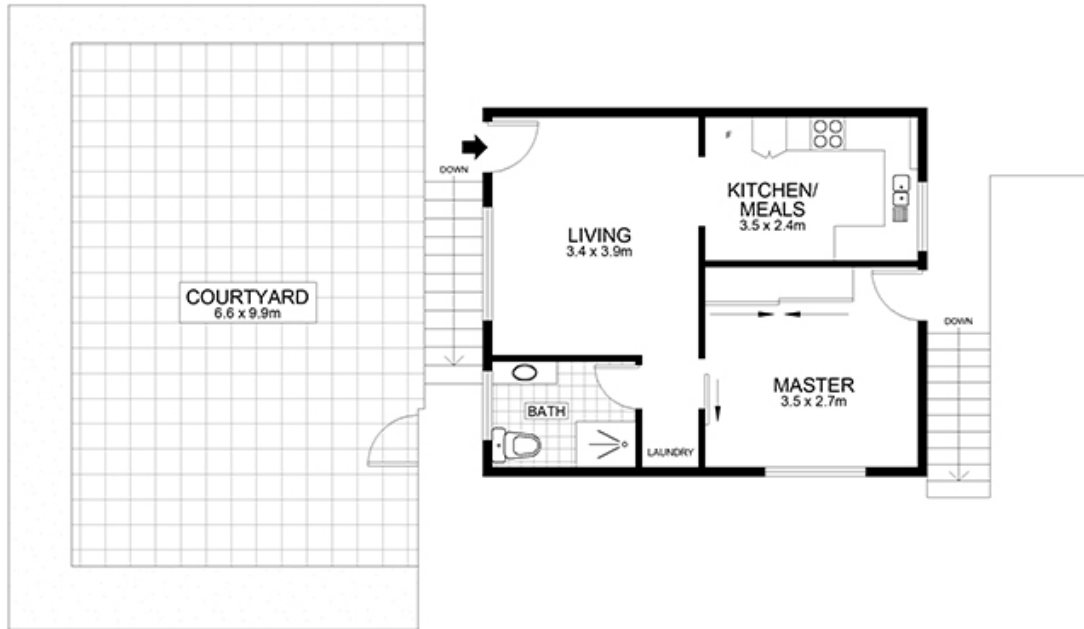 DOWN
F
KITCHEN/
MEALS
3.5 x 2.4m
LIVING
3.4 x 3.9m
COURTYARD
6.6 x 9.9m
DOWN
MASTER
3.5 x 2.7m
BATH
LAUNDRY